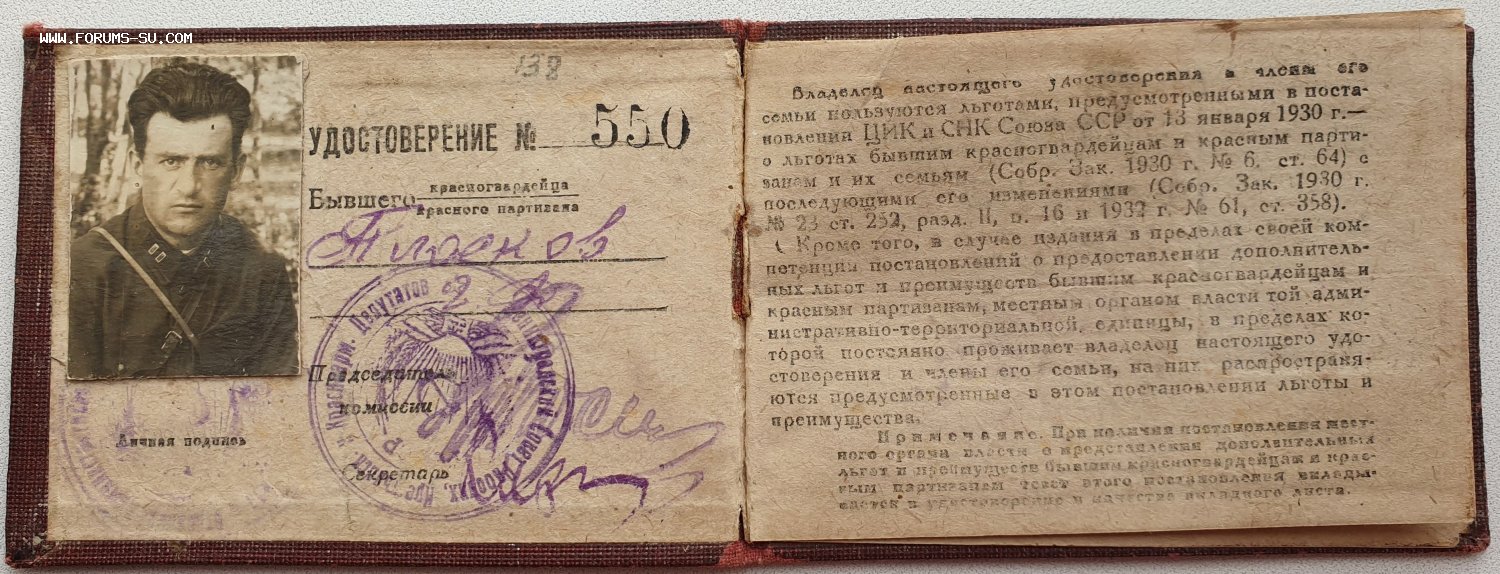 WWW.FORUMS-SU.COM
138
УДОСТОВЕРЕНИЕ № 550
Бывшего красногвардейца
красного партизана
Председатель
комиссии
Личная подпись
Секретарь
Крестьянских, Красноарм. Депутатов
Владелец настоящего удостоверения и члены его
семьи пользуются льготами, предусмотренными в поста-
новлении ЦИК и СНК Союза ССР от 13 января 1930 г.—
о льготах бывшим красногвардейцам и красным парти-
занам и их семьям (Собр. Зак. 1930 г. № 6, ст. 64) с
последующими его изменениями (Собр. Зак. 1930 г.
№ 23 ст. 252, разд. II, п. 16 и 1932 г. № 61, ст. 358).
Кроме того, в случае издания в пределах своей ком-
петенции постановлений о предоставлении дополнитель-
ных льгот и преимуществ бывшим красногвардейцам и
красным партизанам, местным органом власти той адми-
нистративно-территориальной единицы, в пределах ко-
торой постоянно проживает владелец настоящего удо-
стоверения и члены его семьи, на них распространя-
ются предусмотренные в этом постановлении льготы и
преимущества.
Примечание. При наличии постановления мест-
ного органа власти о представлении дополнительных
льгот и преимуществ бывшим красногвардейцам и крас-
ным партизанам текст этого постановления вклады-
вается в удостоверение в качестве вкладного листа.